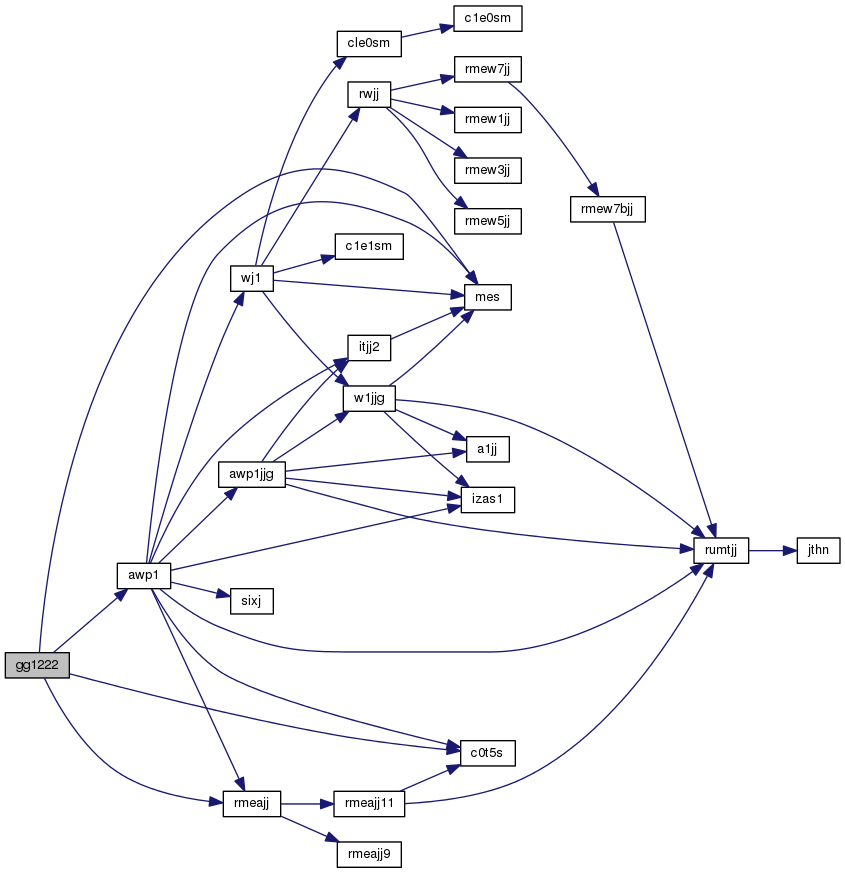 c1e0sm
cle0sm
rmew7jj
rwjj
rmew1jj
rmew3jj
rmew7bjj
rmew5jj
c1e1sm
wj1
mes
itjj2
w1jjg
a1jj
awp1jjg
izas1
rumtjj
jthn
awp1
sixj
gg1222
c0t5s
rmeajj
rmeajj11
rmeajj9